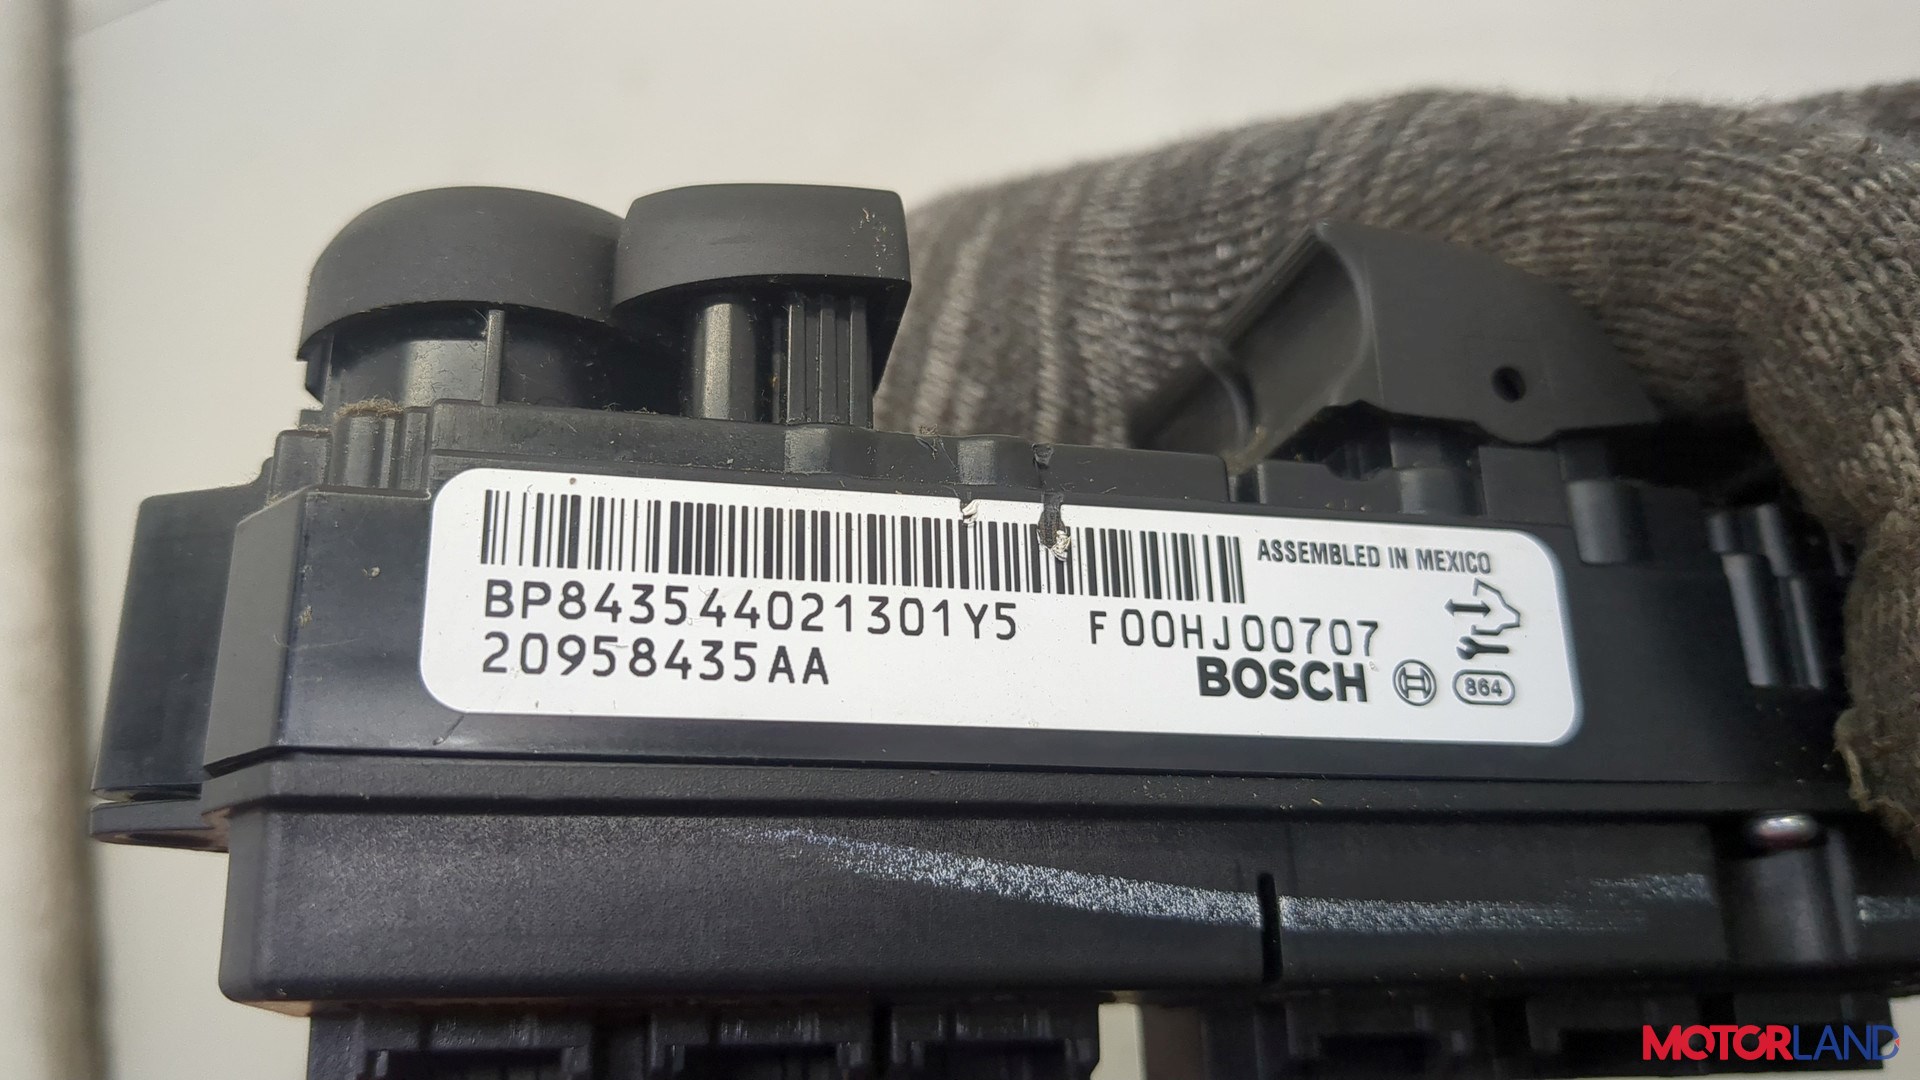 ASSEMBLED IN MEXICO
BP843544021301Y5 F00HJ00707
20958435AA
BOSCH
864
MOTORLAND